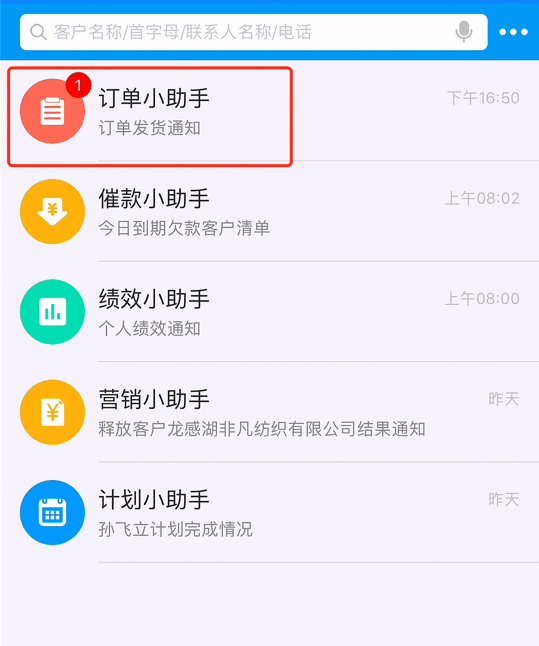 客户名称/首字母/联系人名称/电话
1
订单小助手
下午16:50
订单发货通知
催款小助手
上午08:02
今日到期欠款客户清单
绩效小助手
上午08:00
个人绩效通知
营销小助手
昨天
释放客户龙感湖非凡纺织有限公司结果通知
计划小助手
昨天
孙飞立计划完成情况